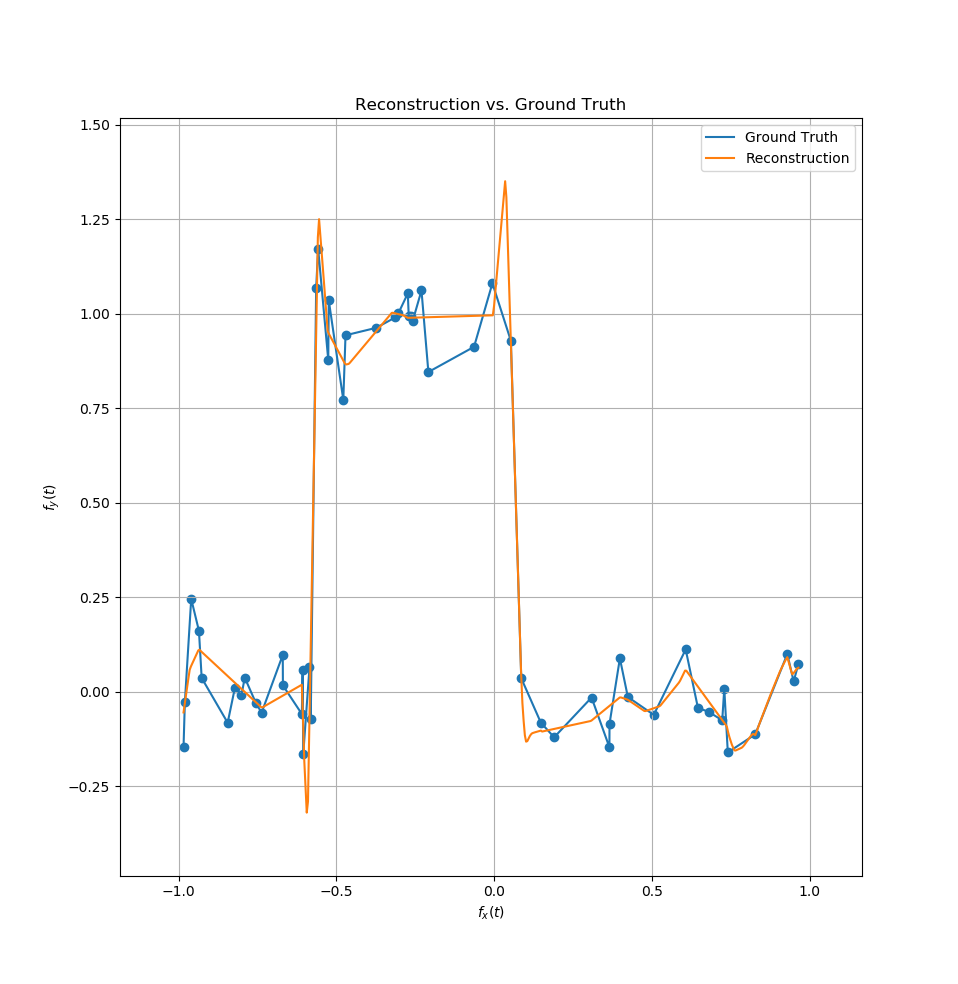 Reconstruction vs. Ground Truth
Ground Truth
Reconstruction
1.50
1.25
1.00
0.75
0.50
0.25
0.00
−0.25
f_y(t)
−1.0 −0.5 0.0 0.5 1.0
f_x(t)